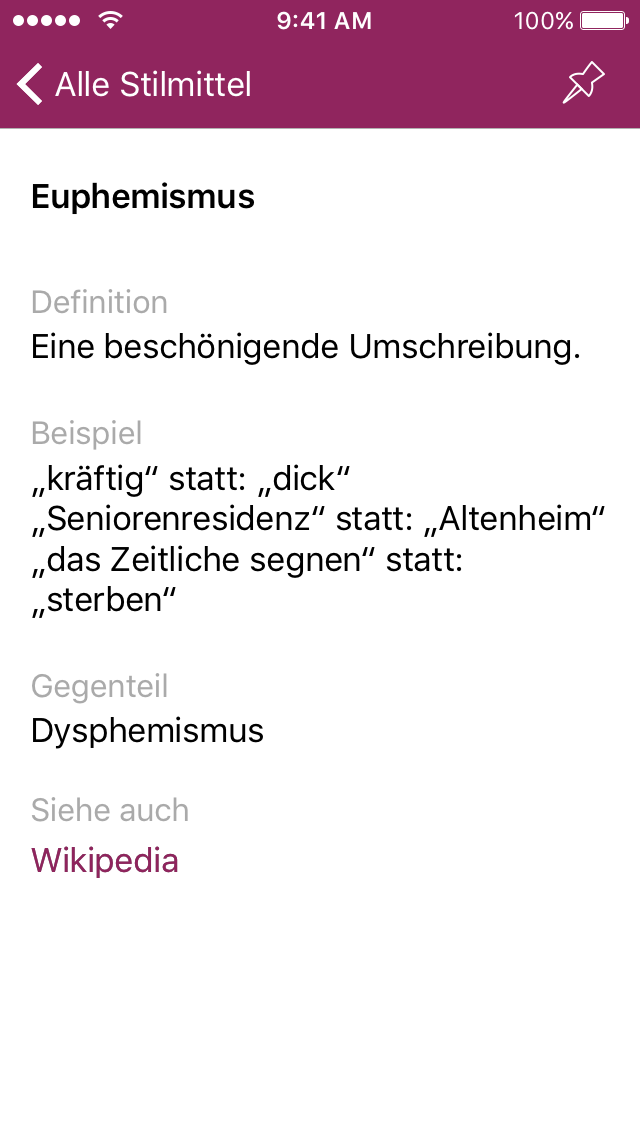 9:41 AM
100%
Alle Stilmittel
Euphemismus
Definition
Eine beschönigende Umschreibung.
Beispiel
„kräftig“ statt: „dick“
„Seniorenresidenz“ statt: „Altenheim“
„das Zeitliche segnen“ statt:
„sterben“
Gegenteil
Dysphemismus
Siehe auch
Wikipedia